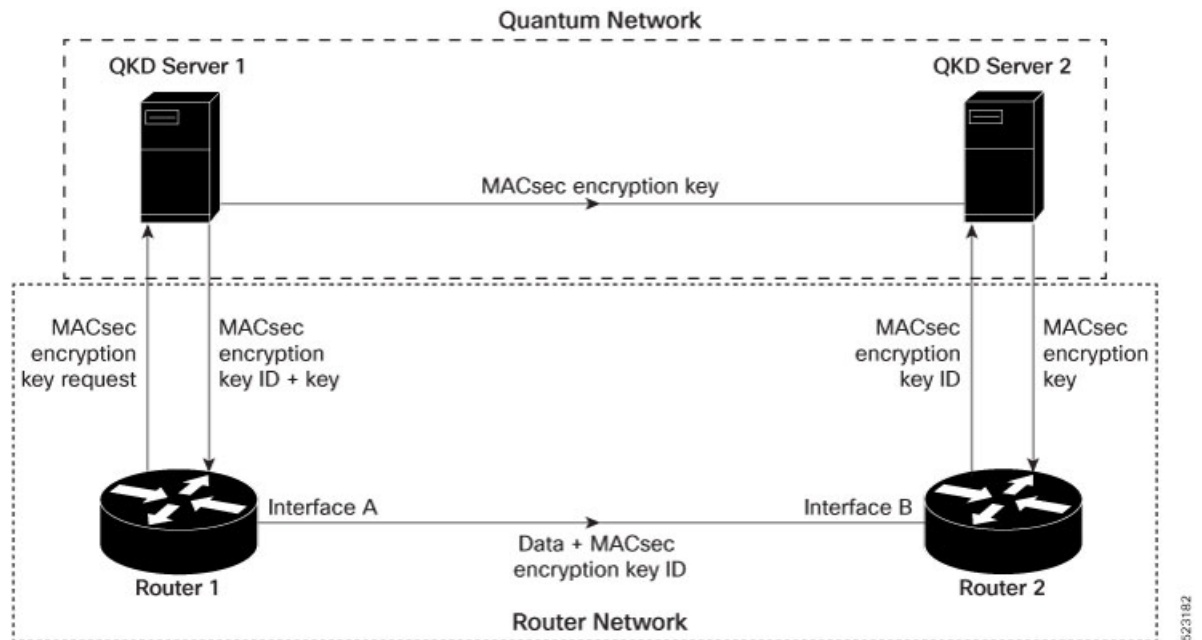 Quantum Network
QKD Server 1
QKD Server 2
MACsec encryption key
MACsec
encryption
key request
MACsec
encryption
key ID + key
MACsec
encryption
key ID
MACsec
encryption
key
Interface A
Interface B
Data + MACsec
encryption key ID
Router 1
Router 2
Router Network